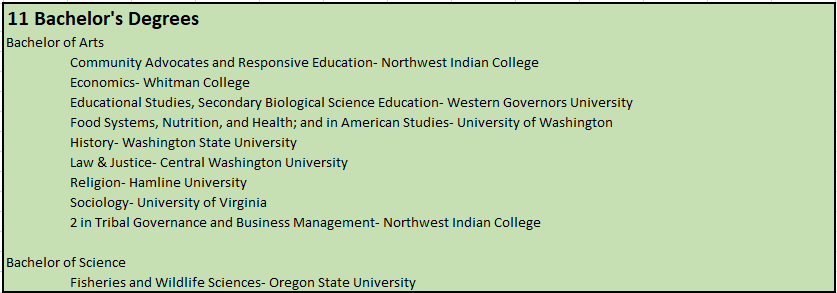 11 Bachelor's Degrees
Bachelor of Arts
Community Advocates and Responsive Education- Northwest Indian College
Economics- Whitman College
Educational Studies, Secondary Biological Science Education- Western Governors University
Food Systems, Nutrition, and Health; and in American Studies- University of Washington
History- Washington State University
Law & Justice- Central Washington University
Religion- Hamline University
Sociology- University of Virginia
2 in Tribal Governance and Business Management- Northwest Indian College
Bachelor of Science
Fisheries and Wildlife Sciences- Oregon State University